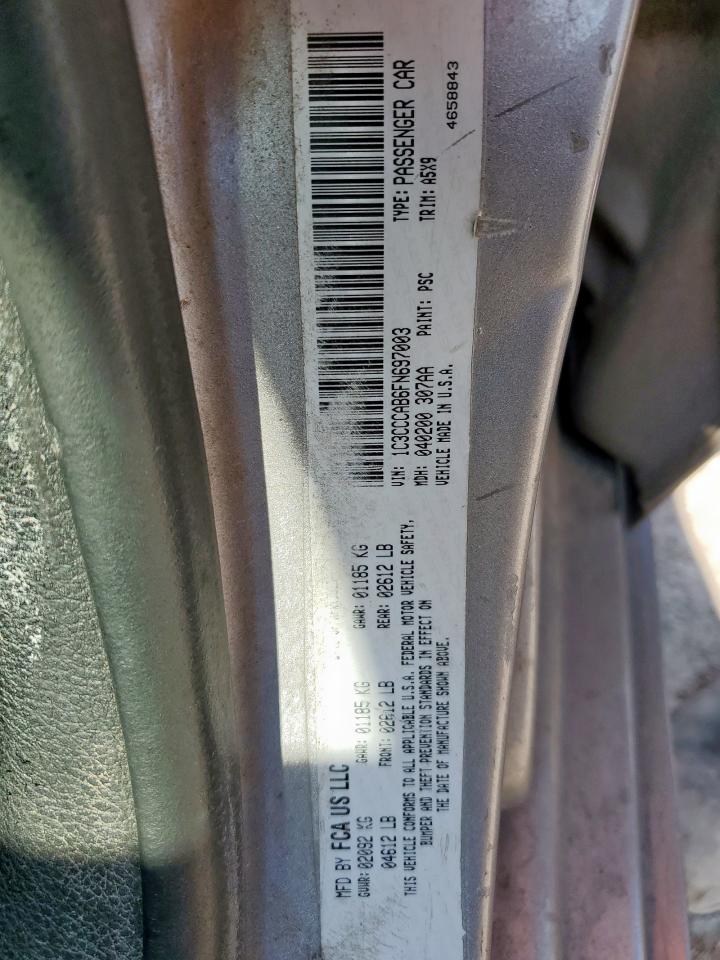 MFD BY FCA US LLC
GVWR: 02092 KG GAWR: 01185 KG GAWR: 01185 KG
04612 LB FRONT: 02612 LB REAR: 02612 LB
THIS VEHICLE CONFORMS TO ALL APPLICABLE U.S.A. FEDERAL MOTOR VEHICLE SAFETY,
BUMPER AND THEFT PREVENTION STANDARDS IN EFFECT ON
THE DATE OF MANUFACTURE SHOWN ABOVE.
VIN: 1C3CCCAB6FN697003 TYPE: PASSENGER CAR
MDH: 040200 307AA PAINT: PSC TRIM: A5X9
VEHICLE MADE IN U.S.A.
4658843